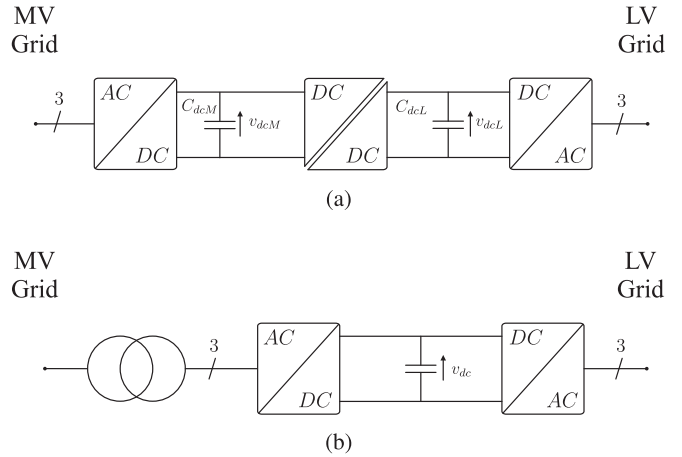 MV Grid LV Grid
3 AC DC C_dcM v_dcM DC DC C_dcL v_dcL DC AC 3
(a)
MV Grid LV Grid
3 AC DC v_dc DC AC 3
(b)